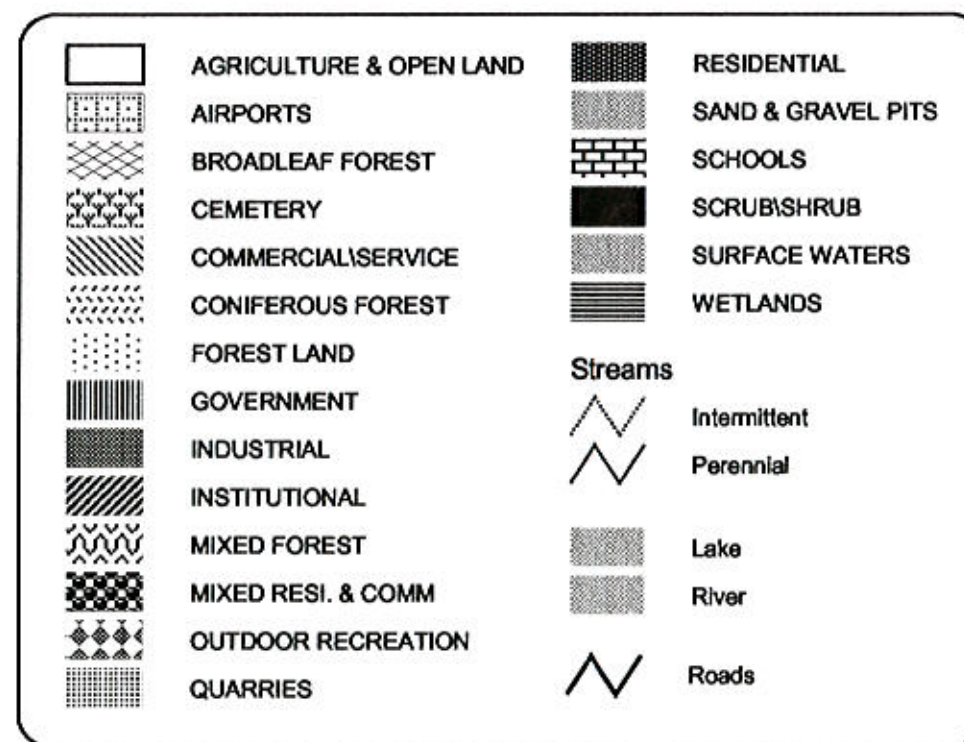 AGRICULTURE & OPEN LAND
AIRPORTS
BROADLEAF FOREST
CEMETERY
COMMERCIAL\SERVICE
CONIFEROUS FOREST
FOREST LAND
GOVERNMENT
INDUSTRIAL
INSTITUTIONAL
MIXED FOREST
MIXED RESI. & COMM
OUTDOOR RECREATION
QUARRIES
RESIDENTIAL
SAND & GRAVEL PITS
SCHOOLS
SCRUB\SHRUB
SURFACE WATERS
WETLANDS
Streams
Intermittent
Perennial
Lake
River
Roads